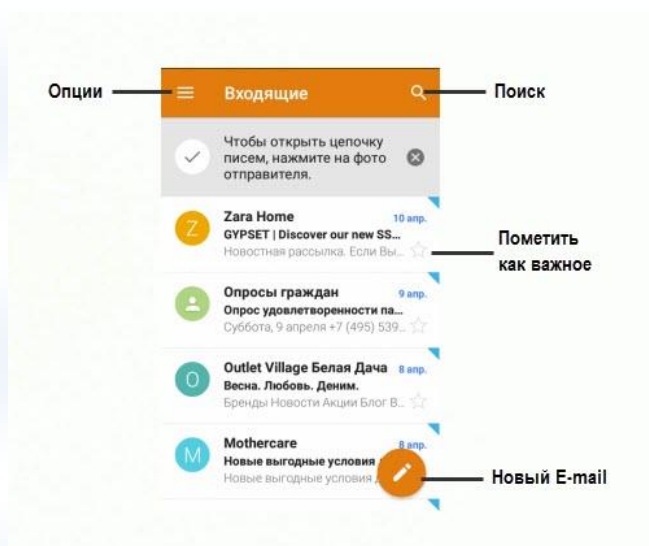 Опции
Входящие
Поиск
Чтобы открыть цепочку
писем, нажмите на фото
отправителя.
Z
Zara Home
10 апр.
GYPSET | Discover our new SS...
Новостная рассылка. Если Вы...
Пометить
как важное
Опросы граждан
9 апр.
Опрос удовлетворенности па...
Суббота, 9 апреля +7 (495) 539...
O
Outlet Village Белая Дача
8 апр.
Весна. Любовь. Деним.
Бренды Новости Акции Блог В...
M
Mothercare
8 апр.
Новые выгодные условия
Новые выгодные условия
Новый E-mail